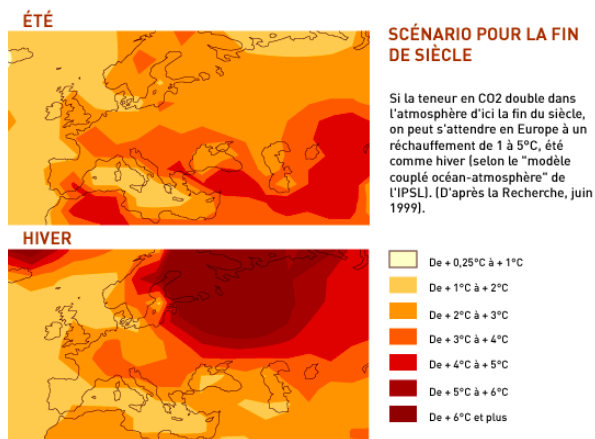 ÉTÉ
SCÉNARIO POUR LA FIN
DE SIÈCLE
Si la teneur en CO2 double dans
l'atmosphère d'ici la fin du siècle,
on peut s'attendre en Europe à un
réchauffement de 1 à 5°C, été
comme hiver (selon le "modèle
couplé océan-atmosphère" de
l'IPSL). (D'après la Recherche, juin
1999).
HIVER
De + 0,25°C à + 1°C
De + 1°C à + 2°C
De + 2°C à + 3°C
De + 3°C à + 4°C
De + 4°C à + 5°C
De + 5°C à + 6°C
De + 6°C et plus